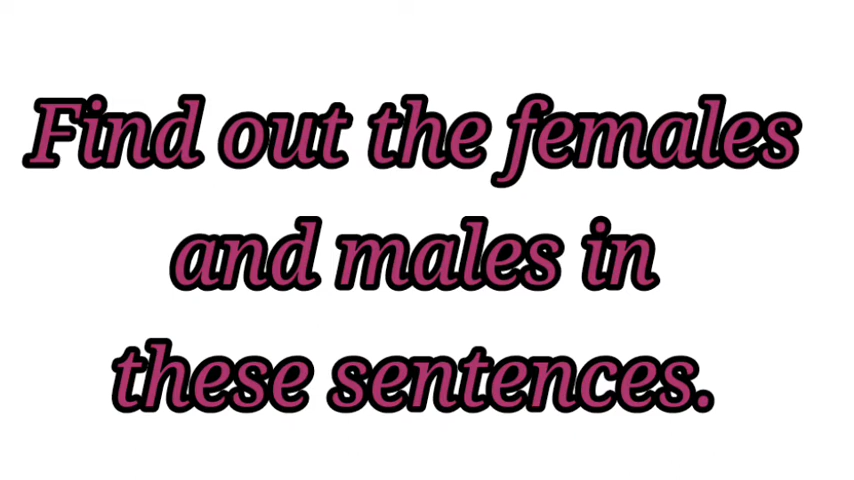 Find out the females
and males in
these sentences.